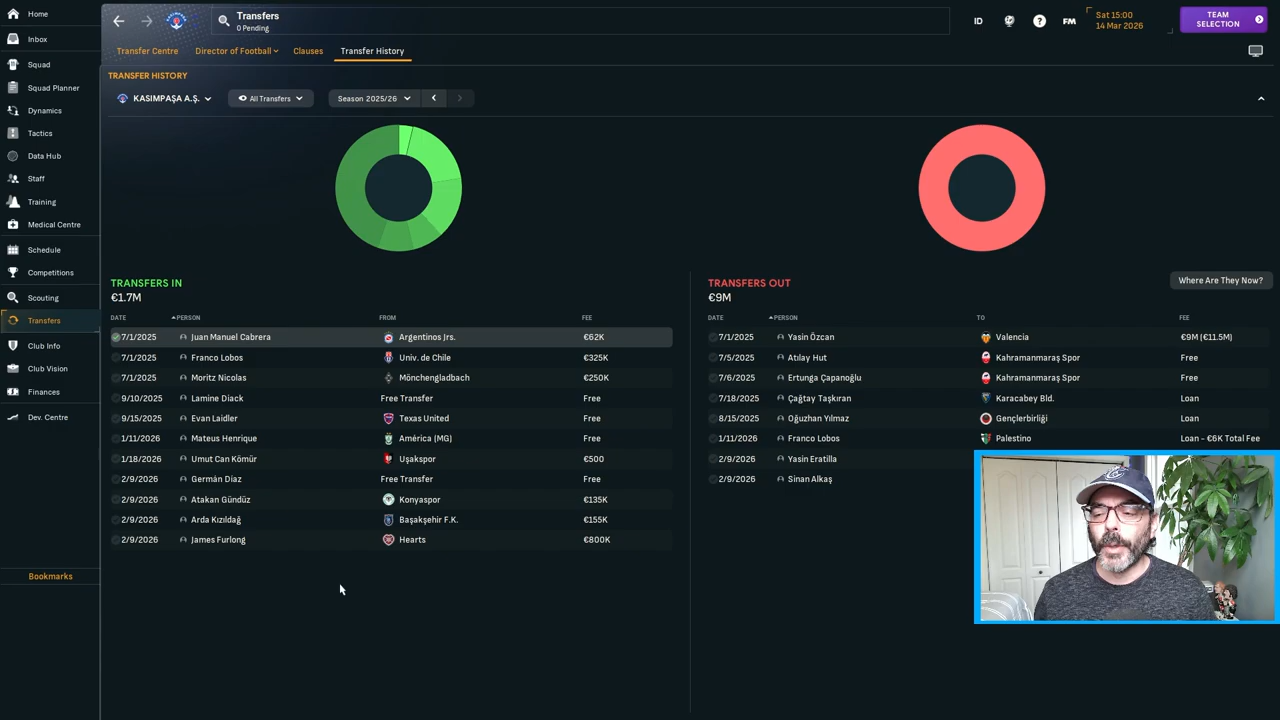 Home
Transfers
0 Pending
ID
FM
Sat 15:00
14 Mar 2026
TEAM
SELECTION
Inbox
Squad
Squad Planner
Dynamics
Tactics
Data Hub
Staff
Training
Medical Centre
Schedule
Competitions
Scouting
Transfers
Club Info
Club Vision
Finances
Dev. Centre
Bookmarks
Transfer Centre Director of Football Clauses Transfer History
TRANSFER HISTORY
KASIMPAŞA A.Ş. All Transfers Season 2025/26
TRANSFERS IN
€1.7M
DATE PERSON FROM FEE
7/1/2025 Juan Manuel Cabrera Argentinos Jrs. €62K
7/1/2025 Franco Lobos Univ. de Chile €325K
7/1/2025 Moritz Nicolas Mönchengladbach €250K
9/10/2025 Lamine Diack Free Transfer Free
9/15/2025 Evan Laidler Texas United Free
1/11/2026 Mateus Henrique América (MG) Free
1/18/2026 Umut Can Kömür Uşakspor €500
2/9/2026 Germán Díaz Free Transfer Free
2/9/2026 Atakan Gündüz Konyaspor €135K
2/9/2026 Arda Kızıldağ Başakşehir F.K. €155K
2/9/2026 James Furlong Hearts €800K
TRANSFERS OUT
€9M
Where Are They Now?
DATE PERSON TO FEE
7/1/2025 Yasin Özcan Valencia €9M (€11.5M)
7/5/2025 Atılay Hut Kahramanmaraş Spor Free
7/6/2025 Ertunga Çapanoğlu Kahramanmaraş Spor Free
7/18/2025 Çağtay Taşkıran Karacabey Bld. Loan
8/15/2025 Oğuzhan Yılmaz Gençlerbirliği Loan
1/11/2026 Franco Lobos Palestino Loan - €6K Total Fee
2/9/2026 Yasin Eratilla
2/9/2026 Sinan Alkaş